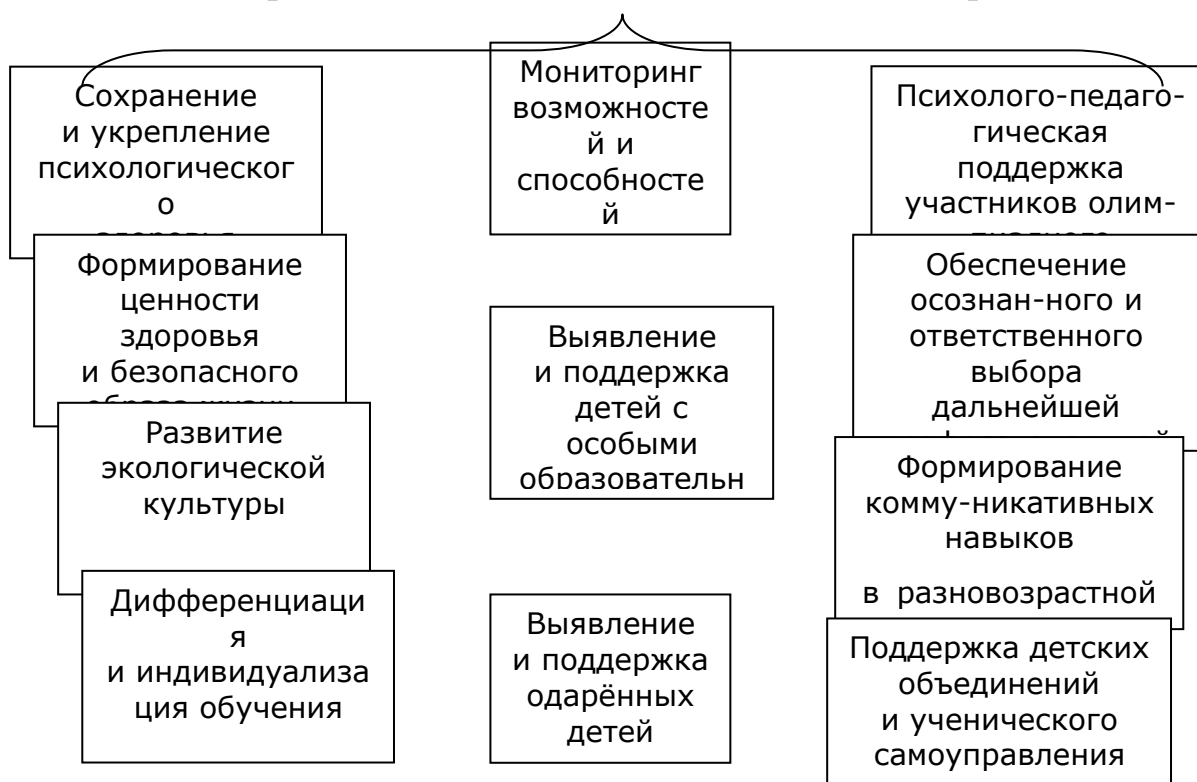 Сохранение
и укрепление
психологическог
о
Формирование
ценности
здоровья
и безопасного
Развитие
экологической
культуры
Дифференциаци
я
и индивидуализа
ция обучения
Мониторинг
возможносте
й и
способносте
й
Выявление
и поддержка
детей с
особыми
образовательн
Выявление
и поддержка
одарённых
детей
Психолого-педаго-
гическая
поддержка
участников олим-
Обеспечение
осознан-ного и
ответственного
выбора
дальнейшей
Формирование
комму-никативных
навыков
в разновозрастной
Поддержка детских
объединений
и ученического
самоуправления